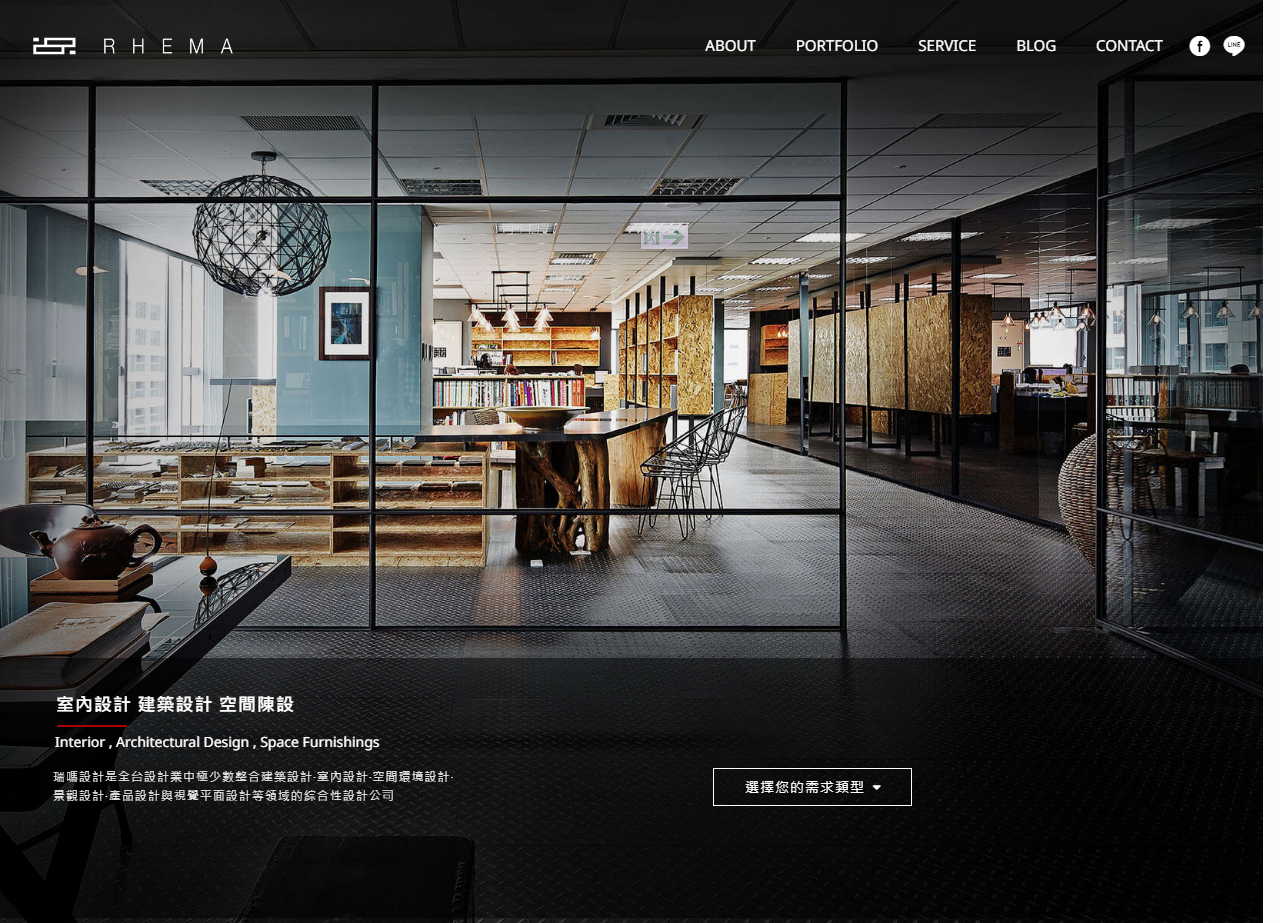 RHEMA
ABOUT PORTFOLIO SERVICE BLOG CONTACT
LINE
室內設計 建築設計 空間陳設
Interior , Architectural Design , Space Furnishings
瑞嗎設計是全台設計業中極少數整合建築設計‧室內設計‧空間環境設計‧
景觀設計‧產品設計與視覺平面設計等領域的綜合性設計公司
選擇您的需求類型